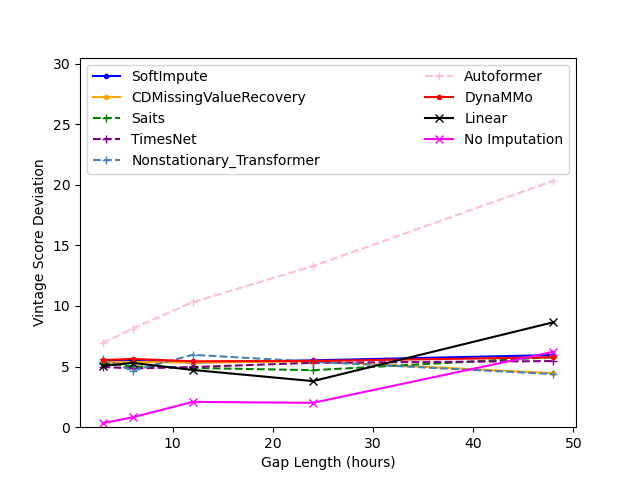 30
25
20
15
10
5
0
Vintage Score Deviation
SoftImpute
CDMissingValueRecovery
Saits
TimesNet
Nonstationary_Transformer
Autoformer
DynaMMo
Linear
No Imputation
10
20
30
40
50
Gap Length (hours)